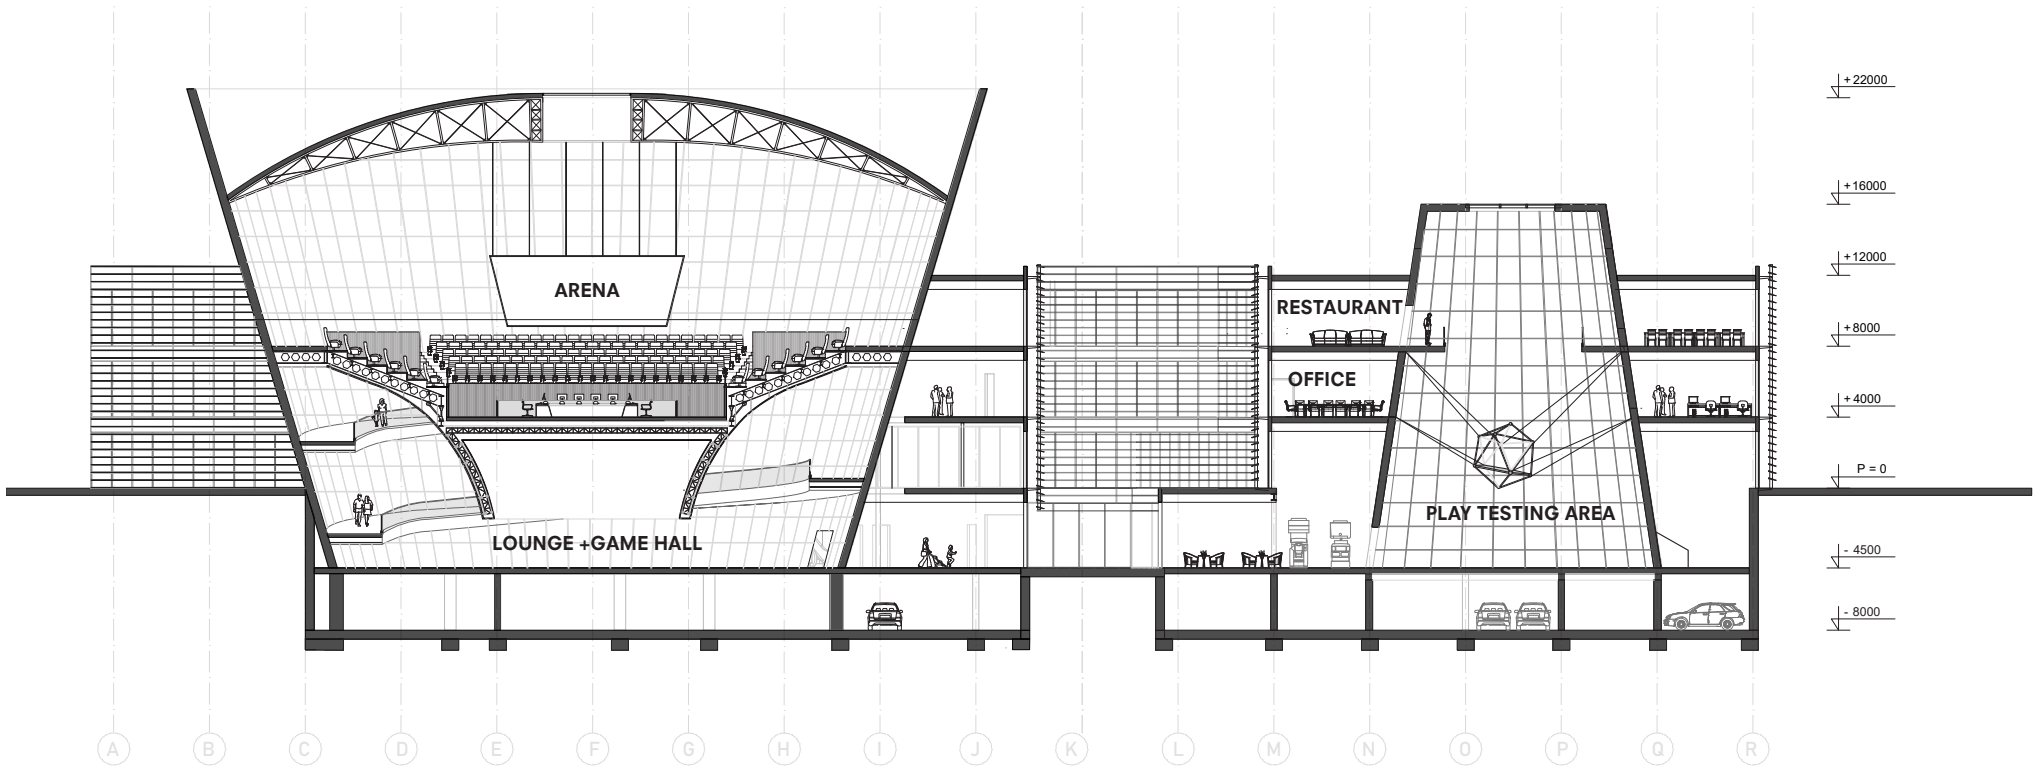 +22000
+16000
+12000
ARENA
RESTAURANT
+8000
OFFICE
+4000
P = 0
PLAY TESTING AREA
LOUNGE +GAME HALL
- 4500
- 8000
A B C D E F G H I J K L M N O P Q R